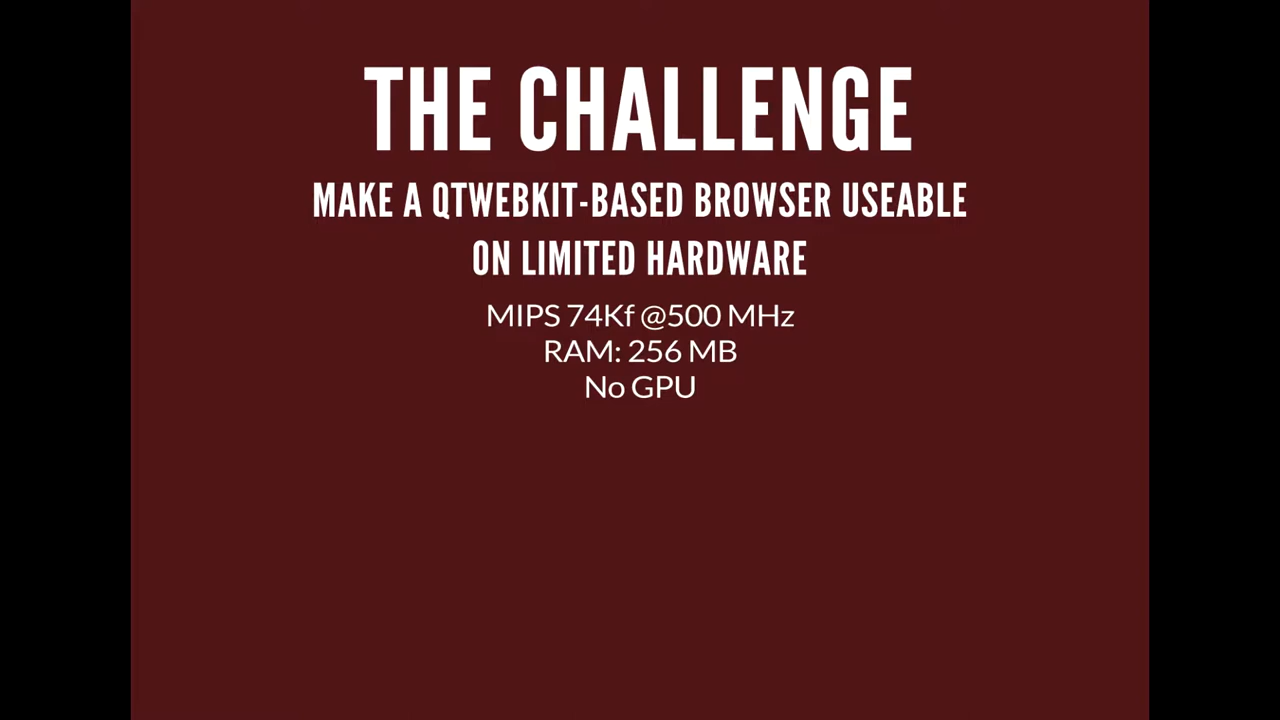 THE CHALLENGE
MAKE A QTWEBKIT-BASED BROWSER USEABLE
ON LIMITED HARDWARE
MIPS 74Kf @500 MHz
RAM: 256 MB
No GPU